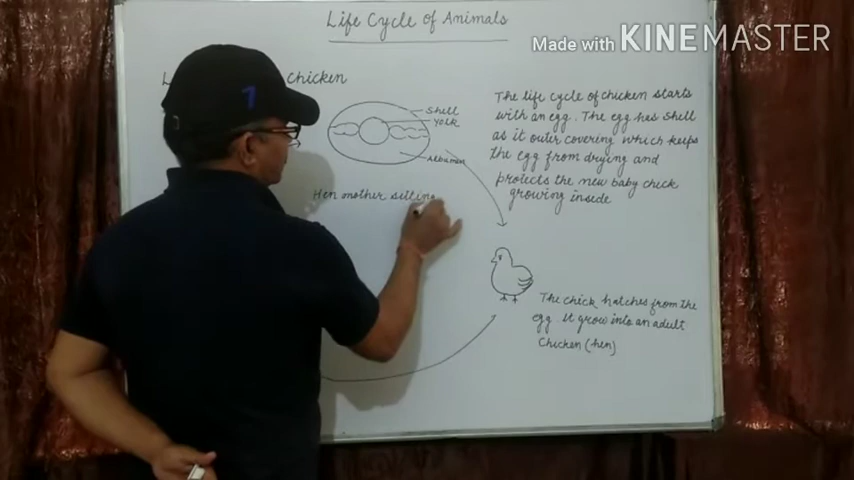 Life Cycle of Animals
Made with KINEMASTER
Chicken
Shell
Yolk
Albumen
The life cycle of chicken starts
with an egg. The egg has shell
as it outer covering which keeps
the egg from drying and
protects the new baby chick
growing inside
Hen mother sitting
7
The chick hatches from the
egg. It grow into an adult
Chicken (hen)